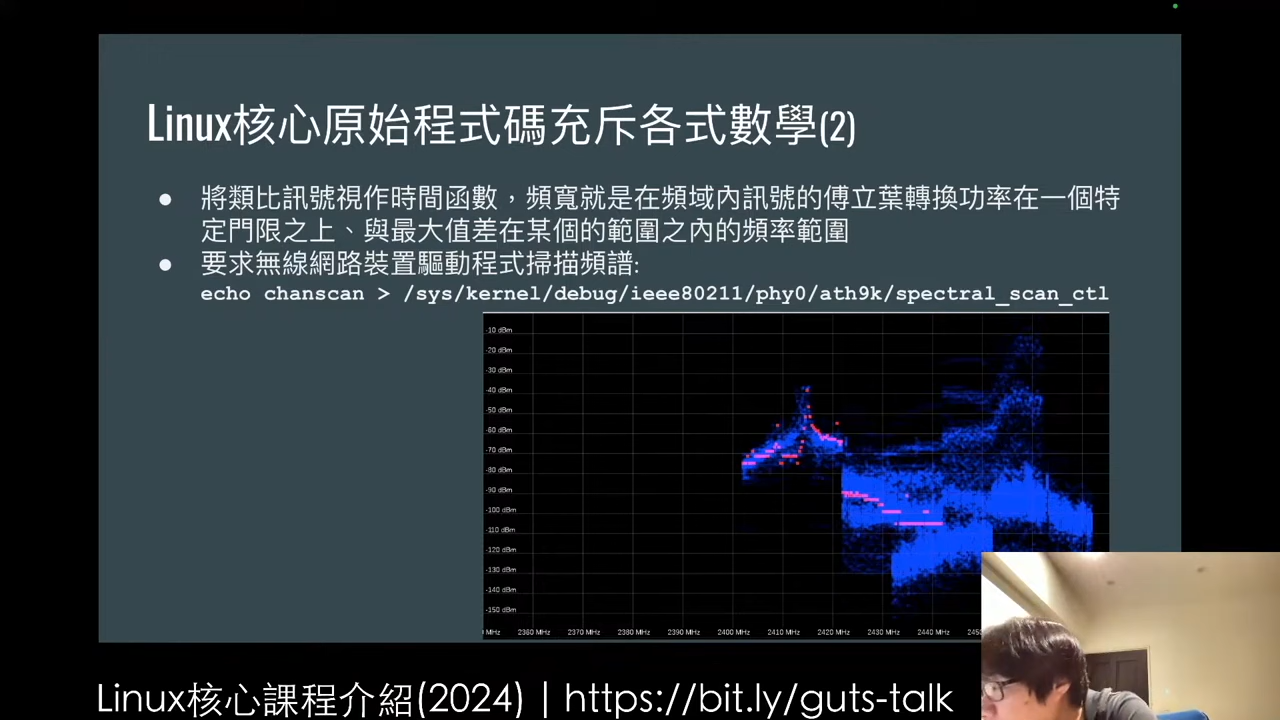 Linux核心原始程式碼充斥各式數學(2)
● 將類比訊號視作時間函數，頻寬就是在頻域內訊號的傅立葉轉換功率在一個特
定門限之上、與最大值差在某個的範圍之內的頻率範圍
● 要求無線網路裝置驅動程式掃描頻譜:
echo chanscan > /sys/kernel/debug/ieee80211/phy0/ath9k/spectral_scan_ctl
-10 dBm
-20 dBm
-30 dBm
-40 dBm
-50 dBm
-60 dBm
-70 dBm
-80 dBm
-90 dBm
-100 dBm
-110 dBm
-120 dBm
-130 dBm
-140 dBm
-150 dBm
MHz 2360 MHz 2370 MHz 2380 MHz 2390 MHz 2400 MHz 2410 MHz 2420 MHz 2430 MHz 2440 MHz
Linux核心課程介紹(2024) | https://bit.ly/guts-talk